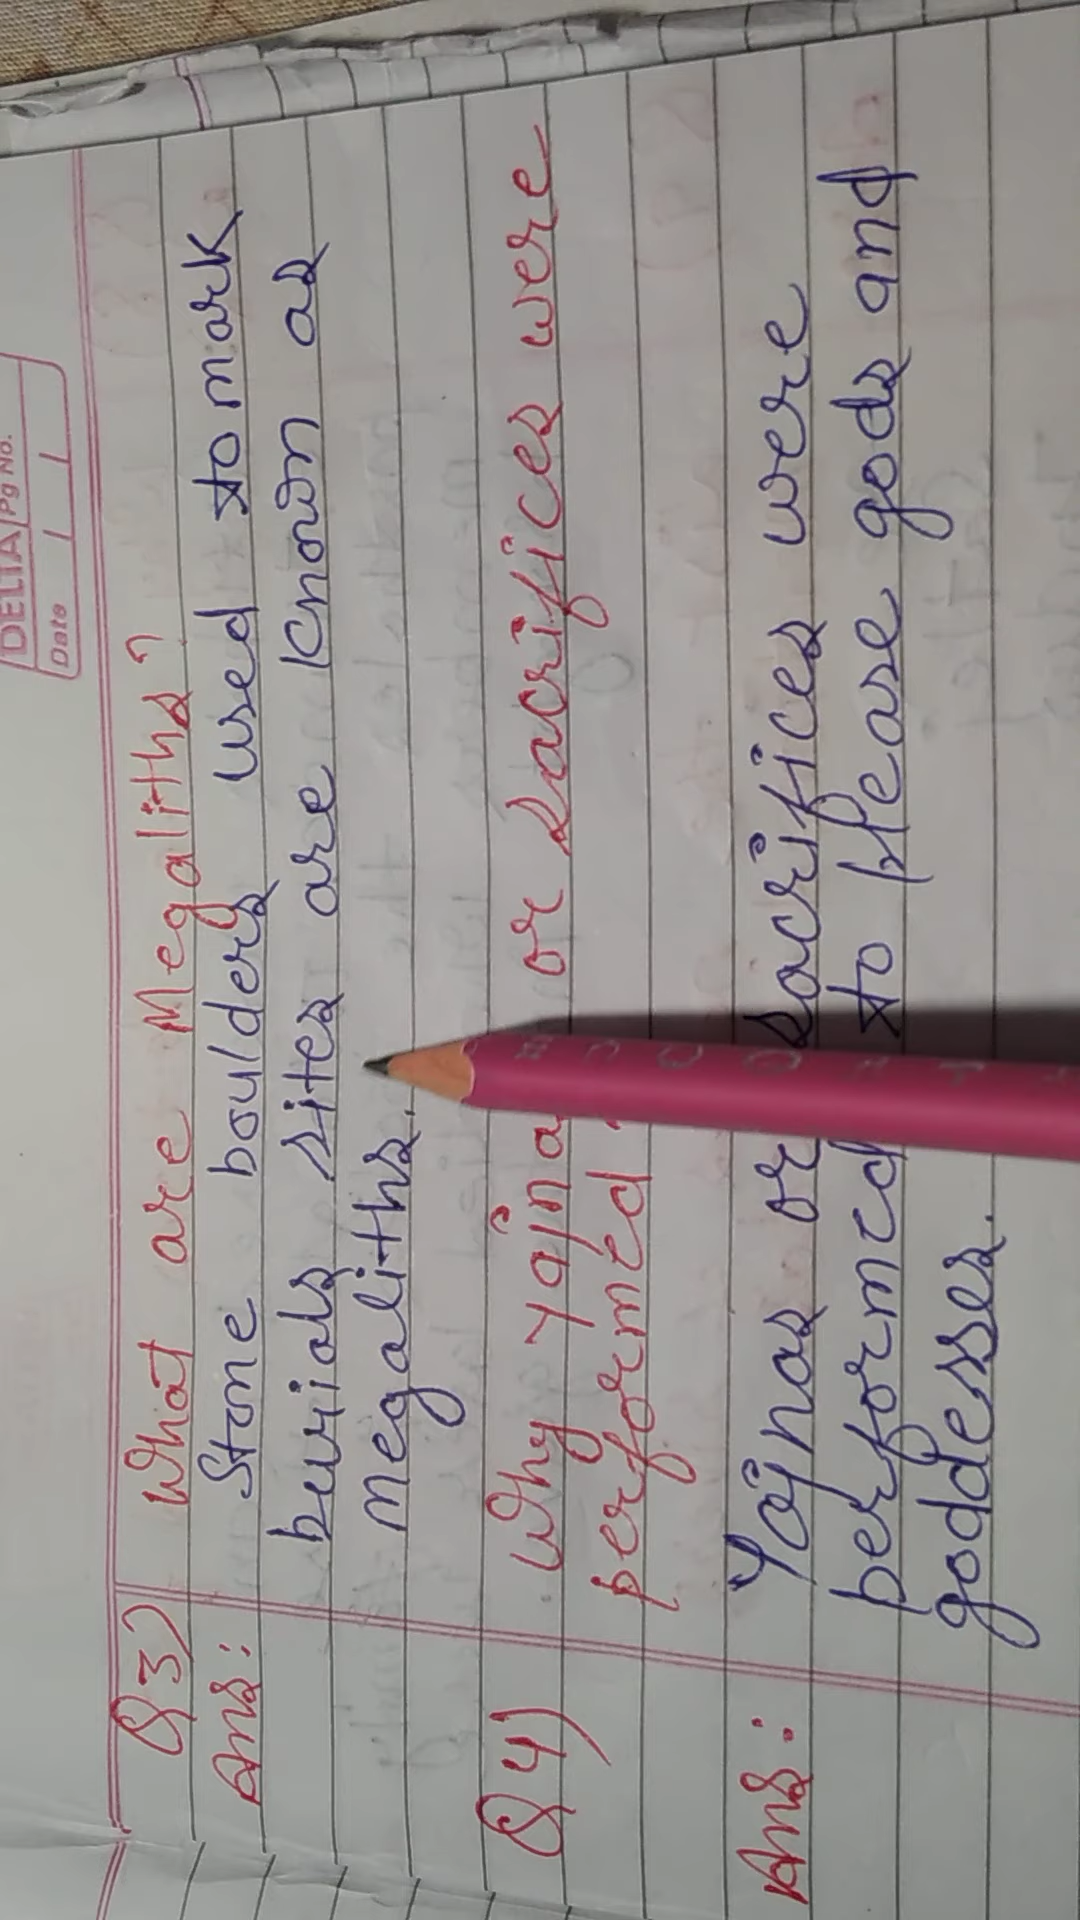 DELTA Pg No.
Date / /
Q3) What are Megaliths?
Ans: Stone boulders used to mark
burials sites are known as
Megaliths.
Q4) Why yajna or sacrifices were
performed
Ans: Yajnas or sacrifices were
performed to please gods and
goddesses.